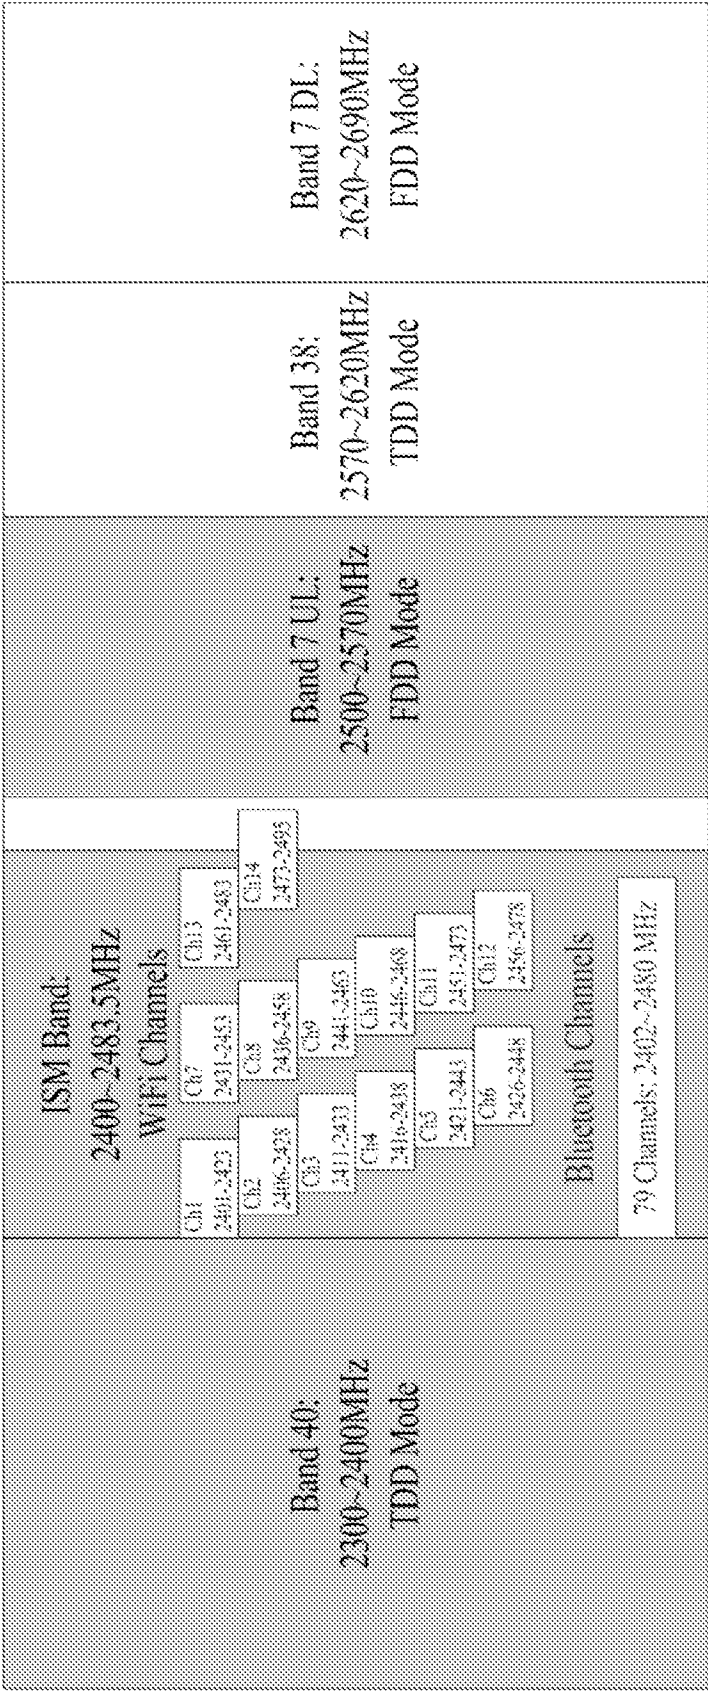 Band 40:
2300~2400MHz
TDD Mode
ISM Band:
2400~2483.5MHz
WiFi Channels
Ch1
2401-2423
Ch2
2406-2428
Ch3
2411-2433
Ch4
2416-2438
Ch5
2421-2443
Ch6
2426-2448
Ch7
2431-2453
Ch8
2436-2458
Ch9
2441-2463
Ch10
2446-2468
Ch11
2451-2473
Ch12
2456-2478
Ch13
2461-2483
Ch14
2473-2493
Bluetooth Channels
79 Channels: 2402~2480 MHz
Band 7 UL:
2500~2570MHz
FDD Mode
Band 38:
2570~2620MHz
TDD Mode
Band 7 DL:
2620~2690MHz
FDD Mode